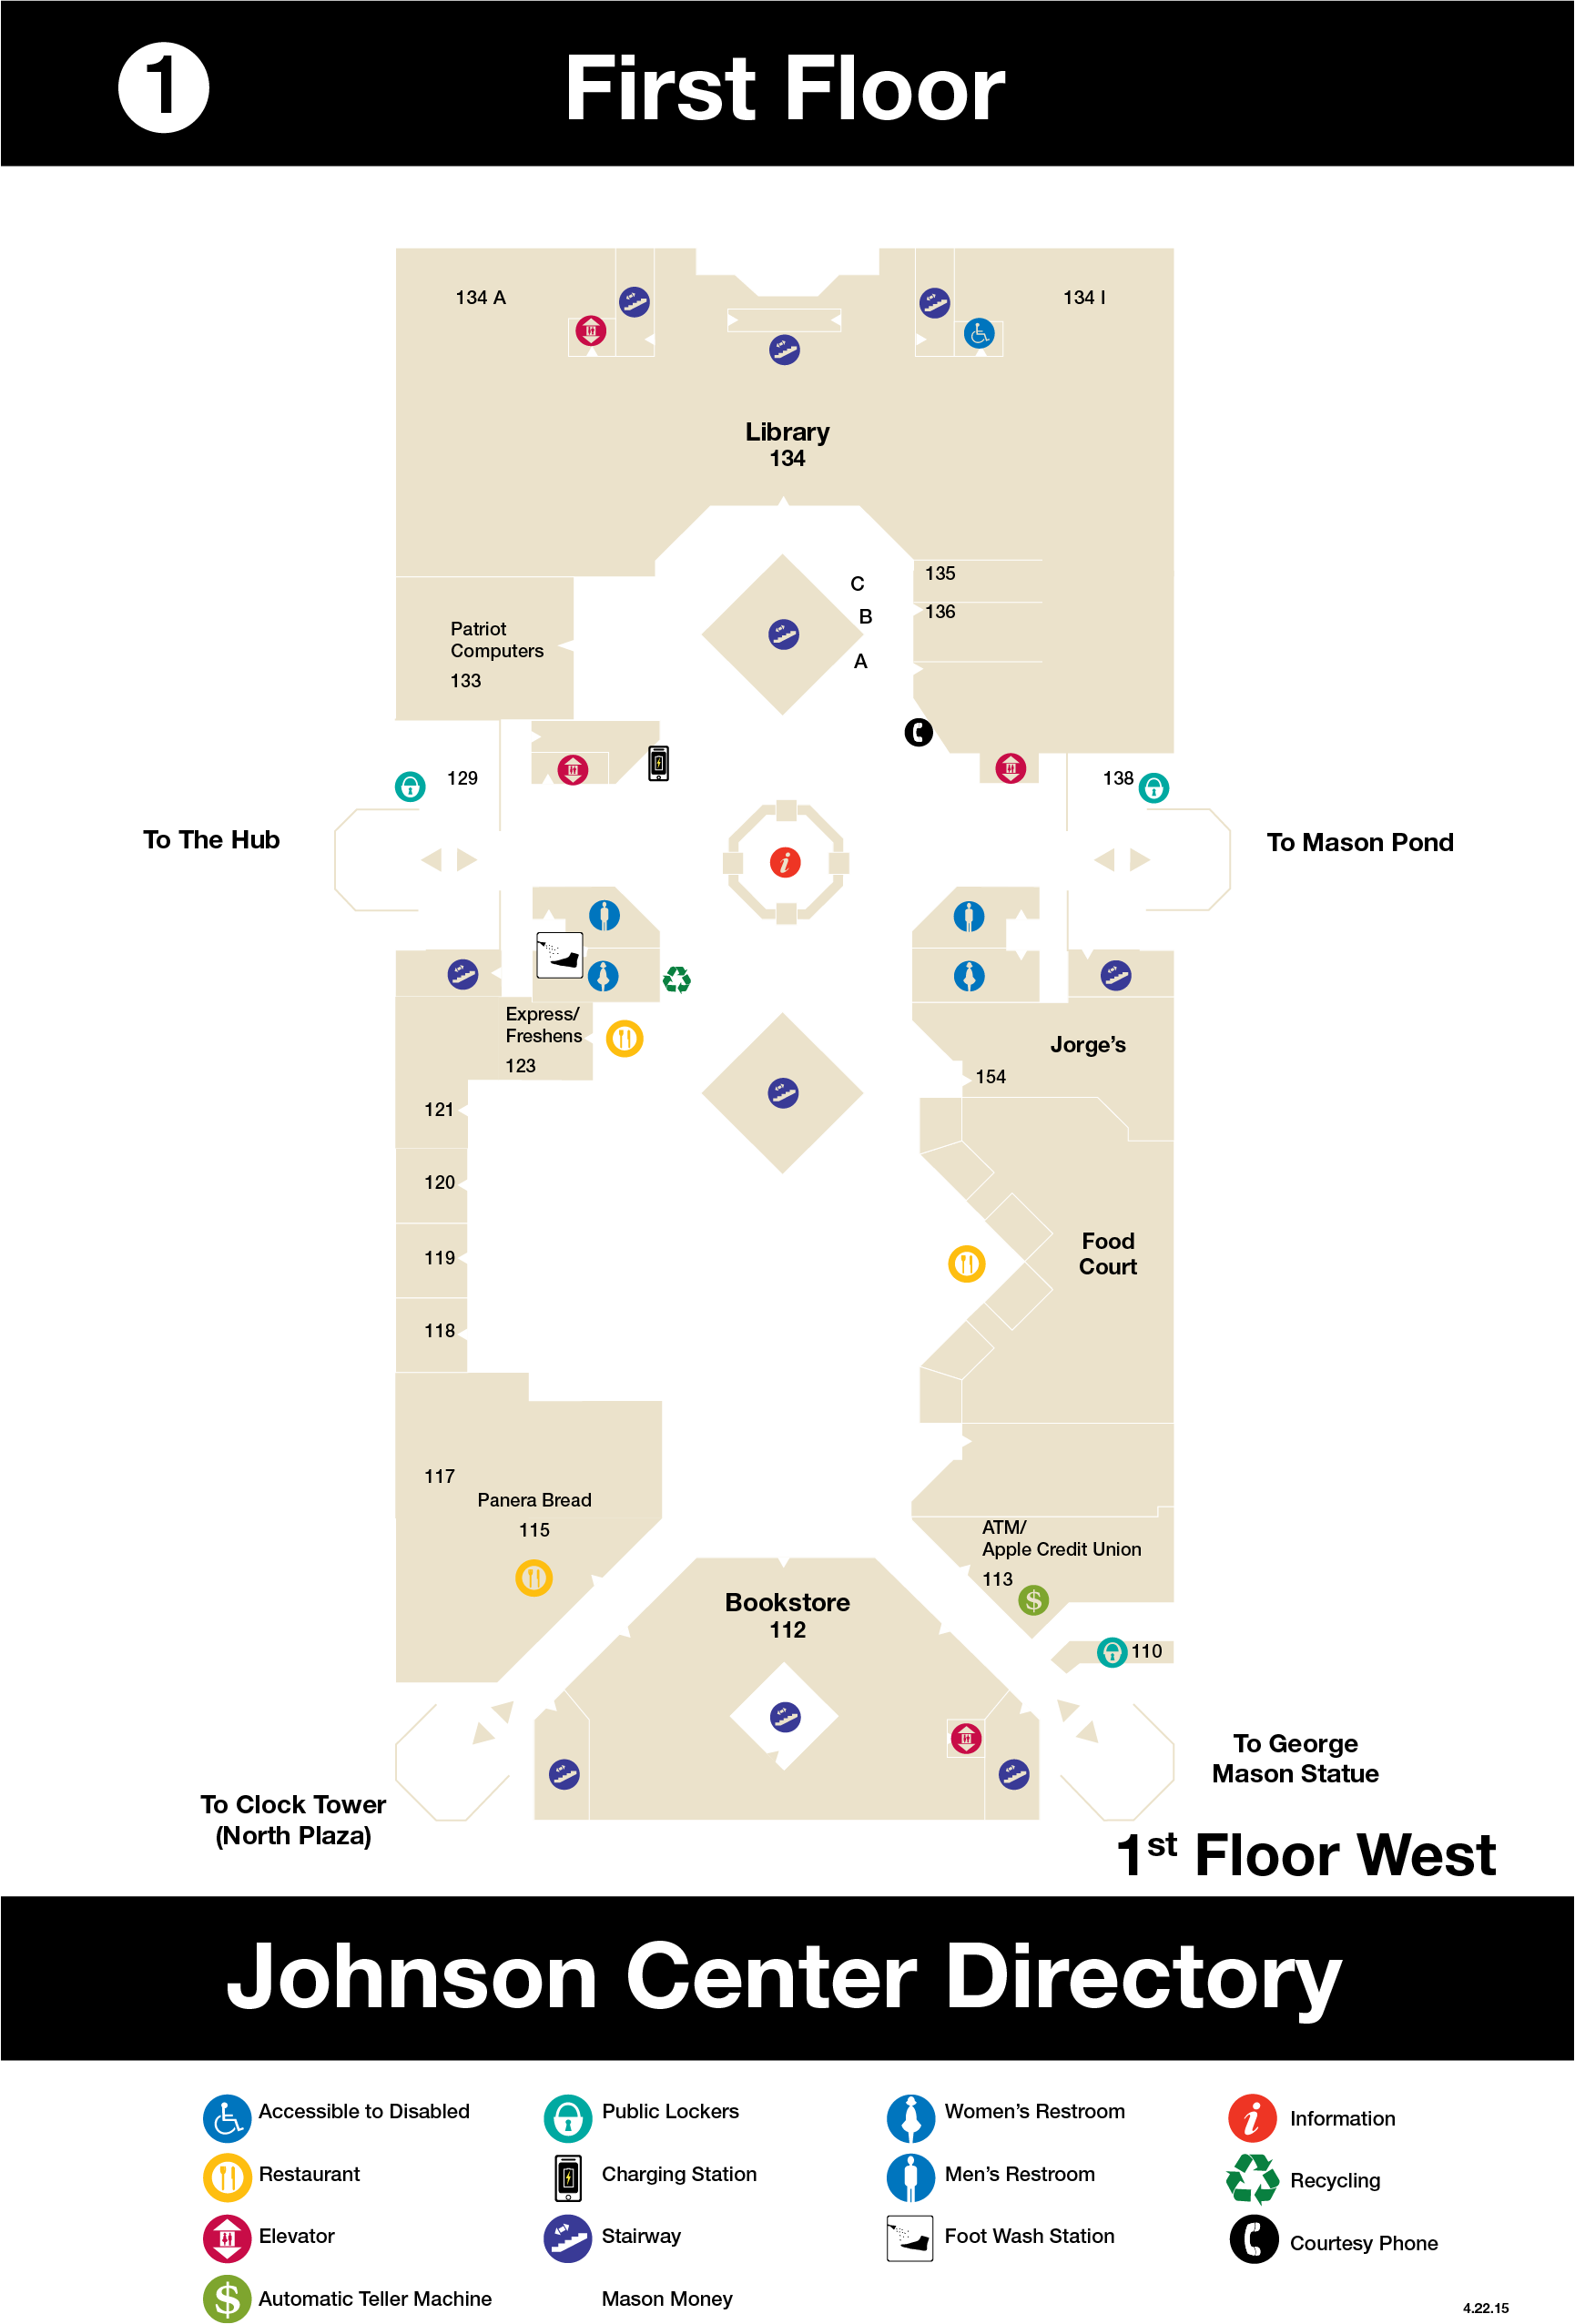 1
First Floor
134 A
134 I
Library
134
C
135
B
136
A
Patriot
Computers
133
129
138
To The Hub
To Mason Pond
i
Express/
Freshens
123
Jorge's
154
121
120
119
118
Food
Court
117
Panera Bread
115
ATM/
Apple Credit Union
113
$
Bookstore
112
110
To George
Mason Statue
To Clock Tower
(North Plaza)
1st Floor West
Johnson Center Directory
Accessible to Disabled
Public Lockers
Women's Restroom
i
Information
Restaurant
Charging Station
Men's Restroom
Recycling
Elevator
Stairway
Foot Wash Station
Courtesy Phone
$
Automatic Teller Machine
Mason Money
4.22.15